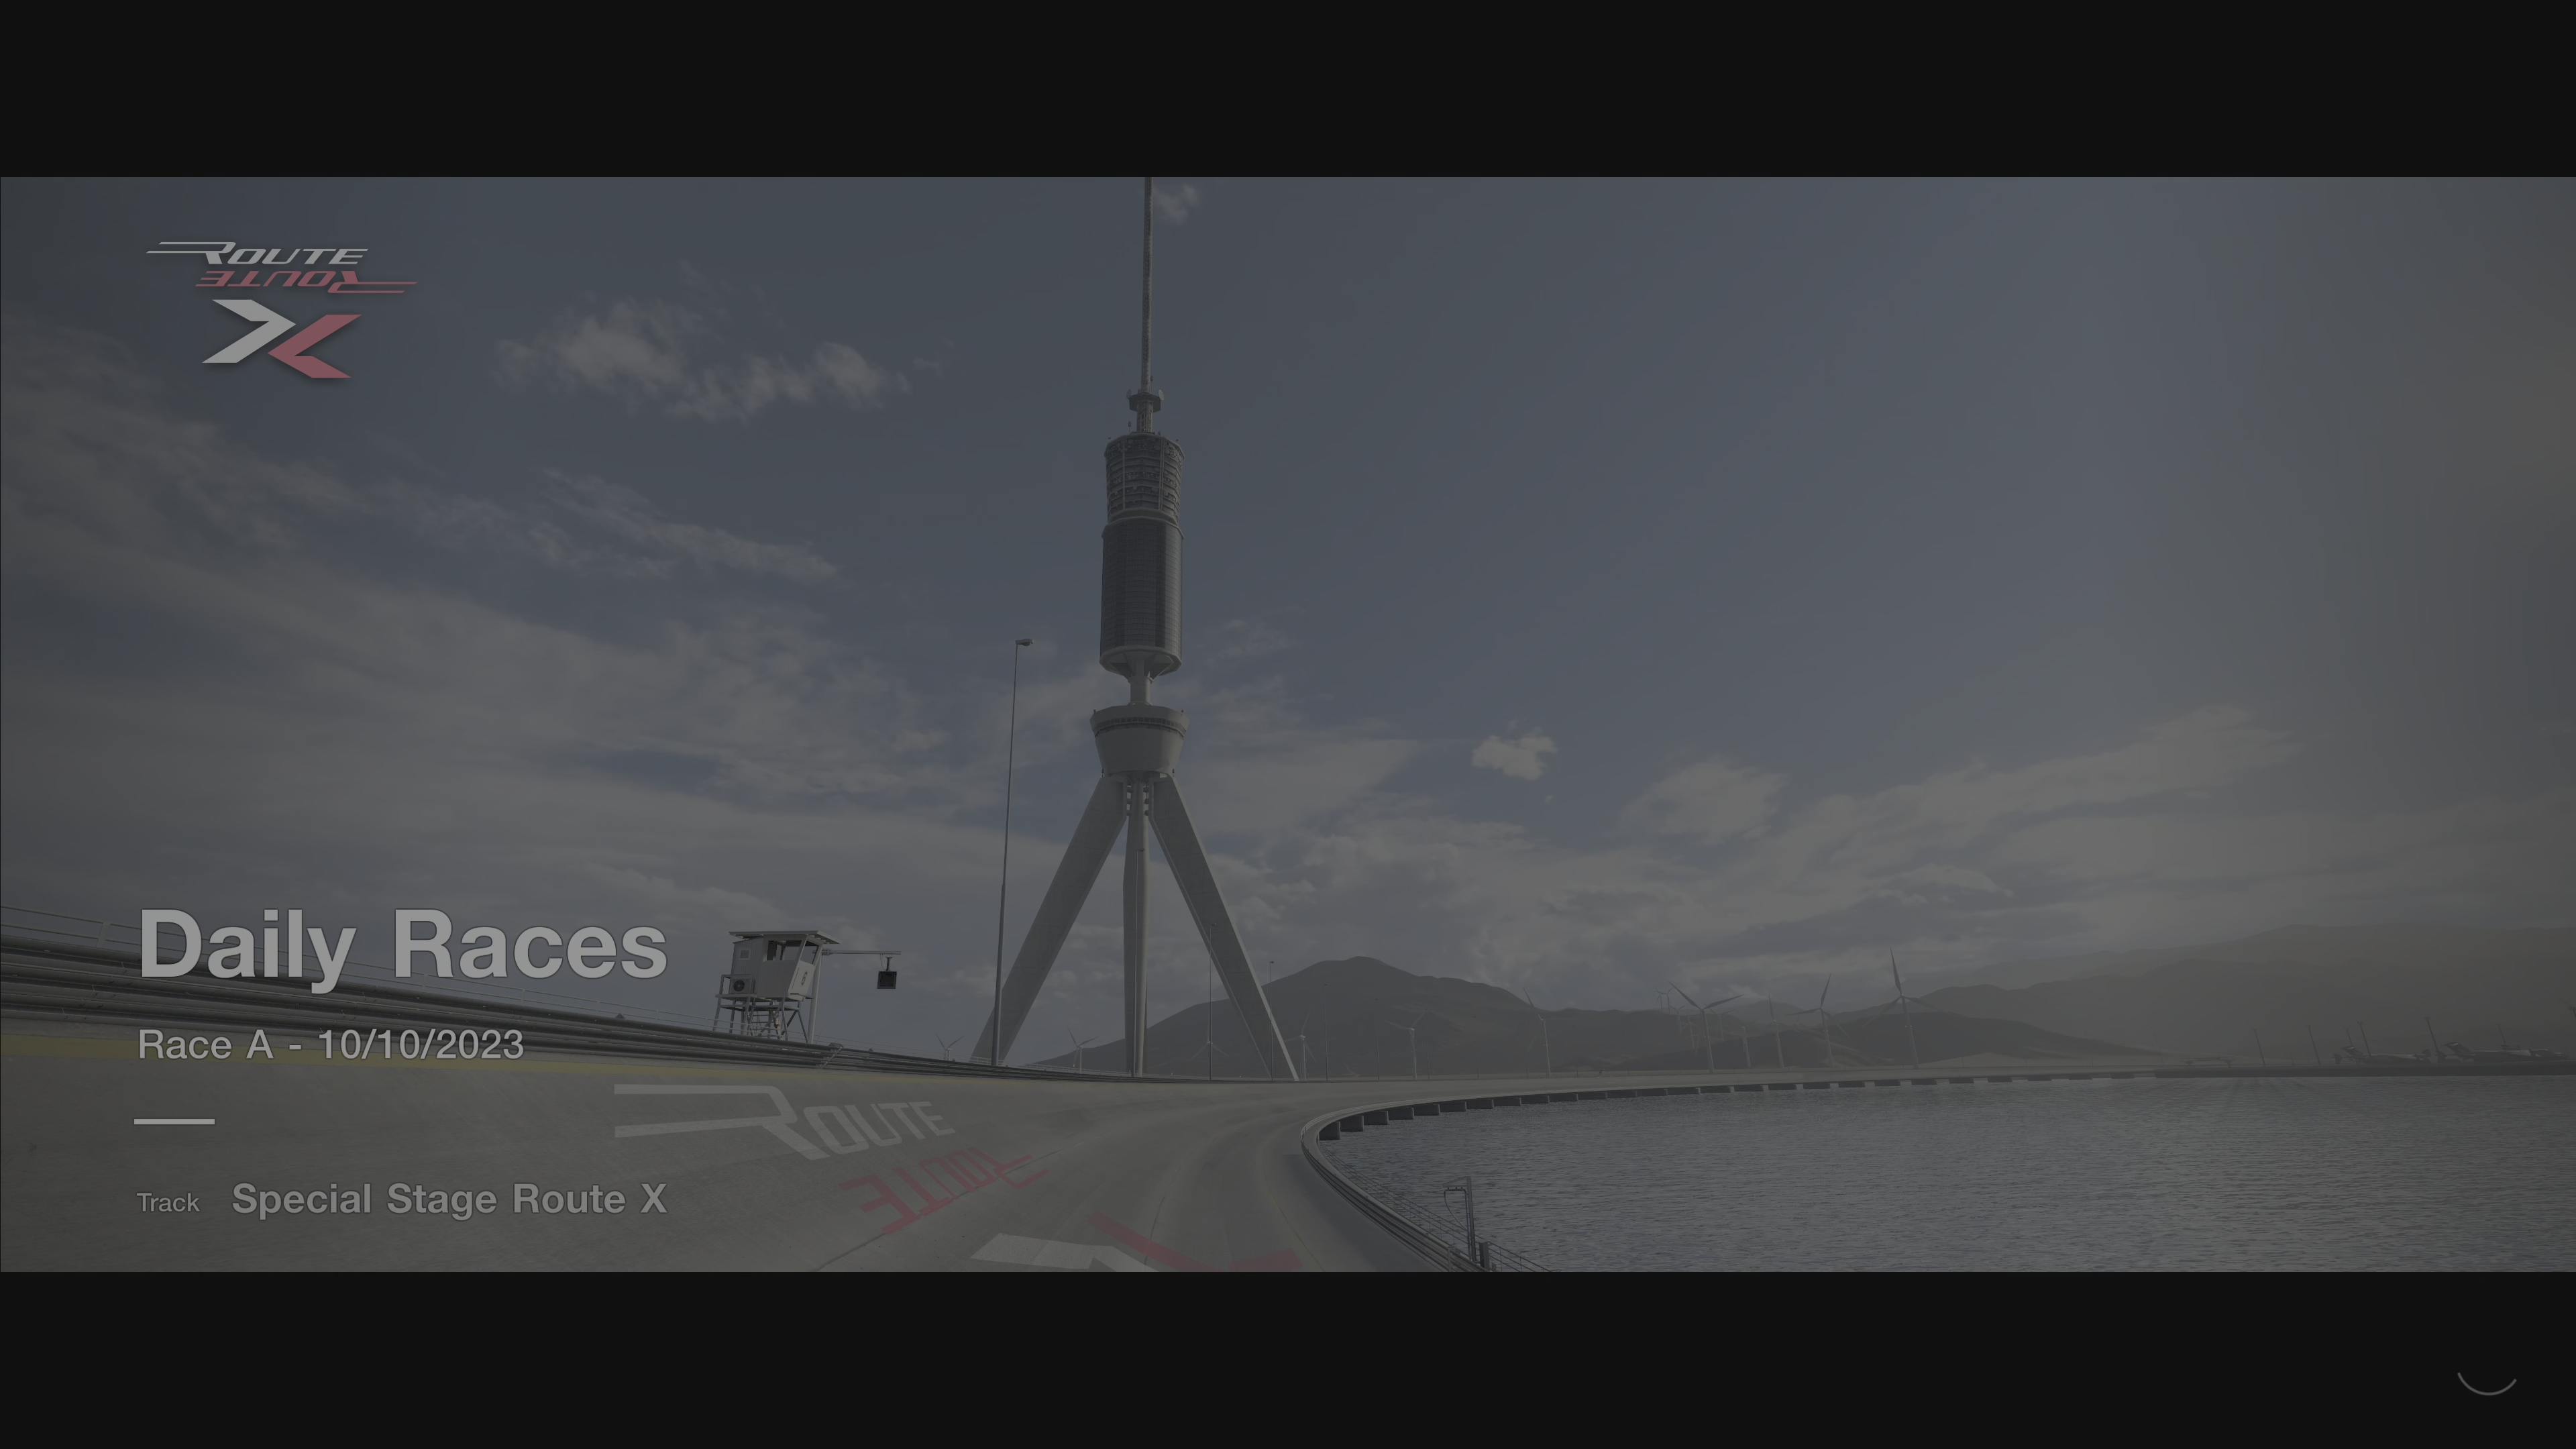 ROUTE
ROUTE
X
Daily Races
Race A - 10/10/2023
ROUTE
ROUTE
Track Special Stage Route X